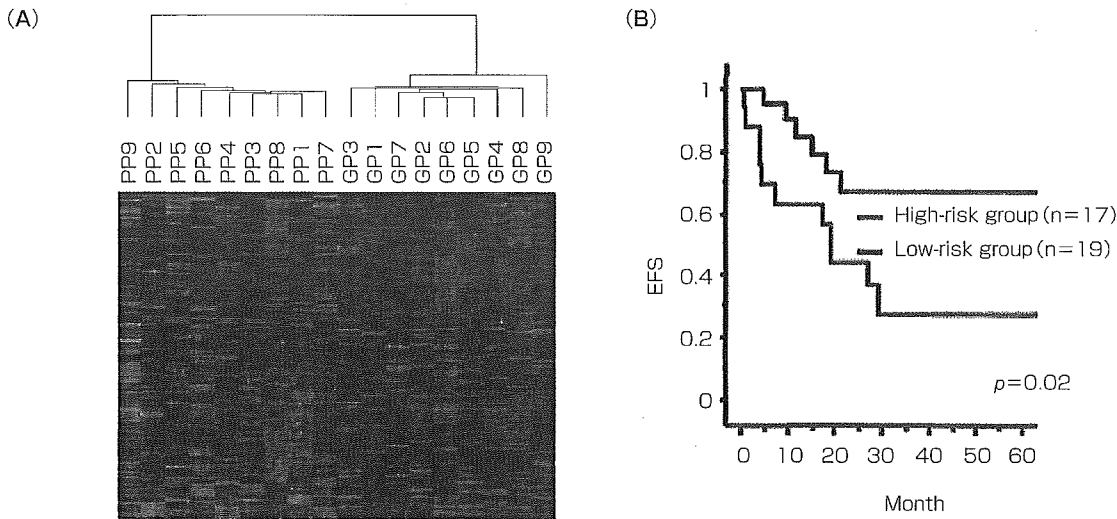 (A)
PP9 PP2 PP5 PP6 PP4 PP3 PP8 PP1 PP7 GP3 GP1 GP7 GP2 GP6 GP5 GP4 GP8 GP9
(B)
EFS
1
0.8
0.6
0.4
0.2
0
High-risk group (n=17)
Low-risk group (n=19)
p=0.02
0 10 20 30 40 50 60
Month